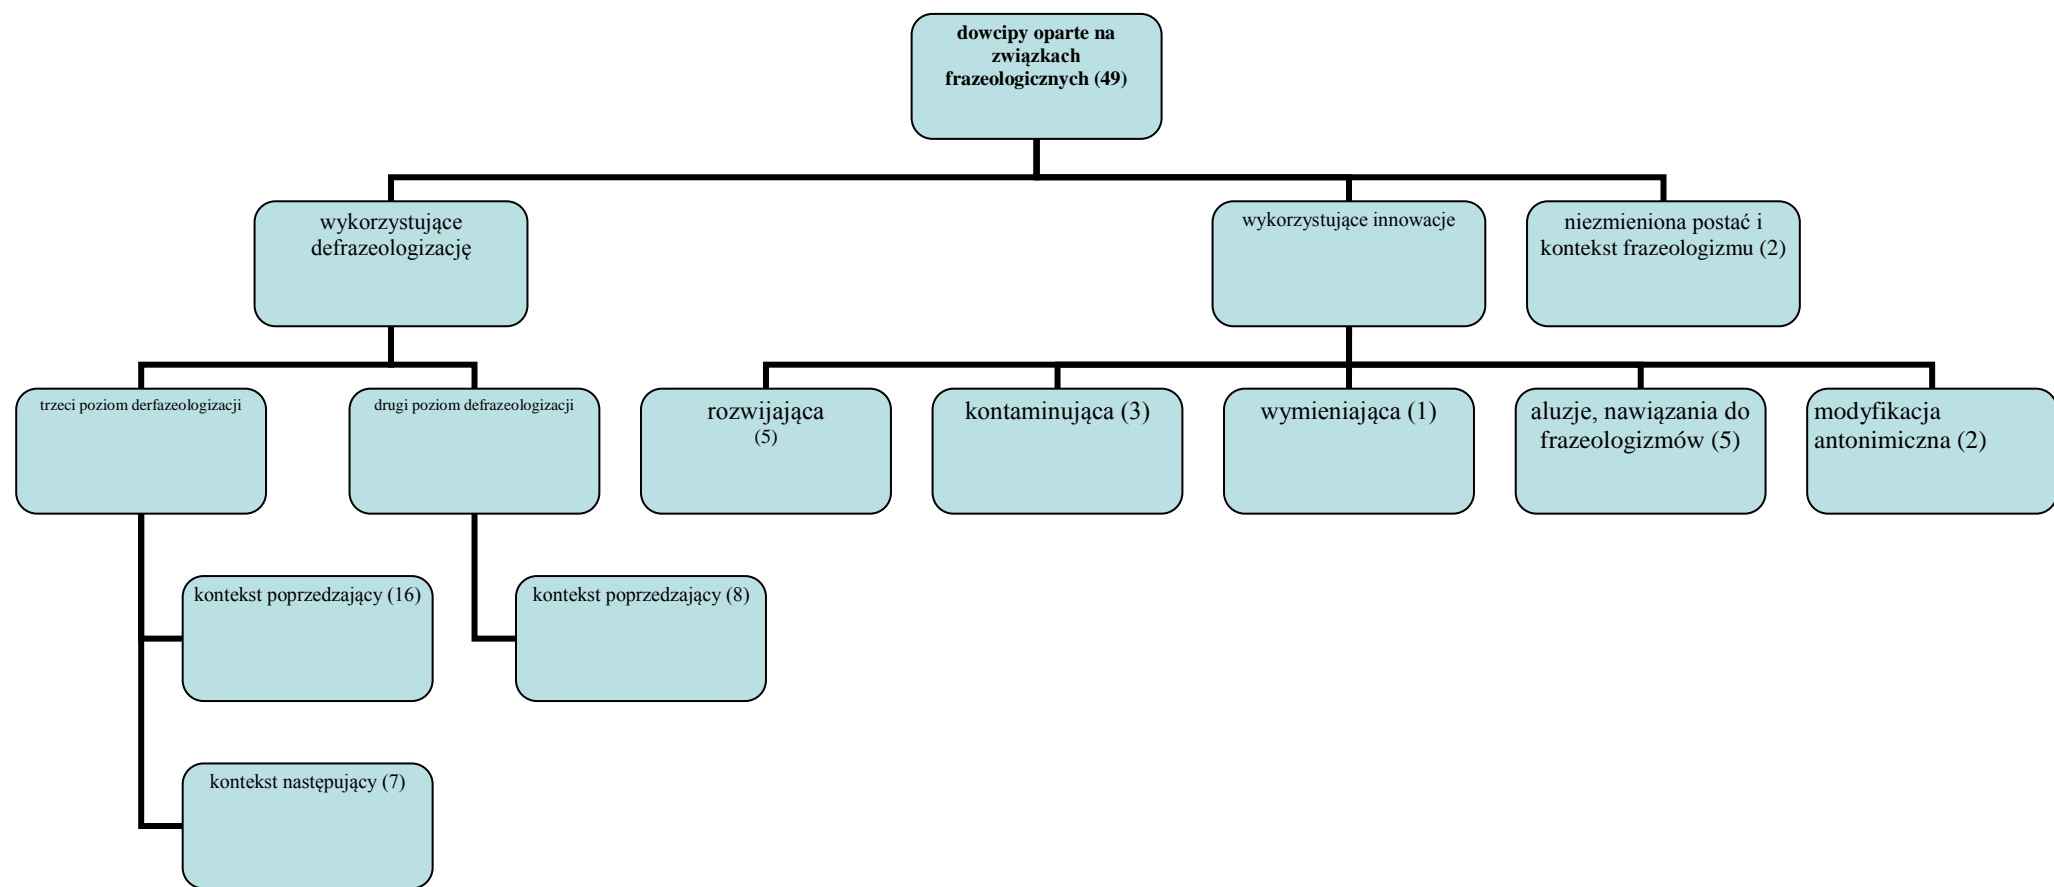 dowcipy oparte na
związkach
frazeologicznych (49)
wykorzystujące
defrazeologizację
wykorzystujące innowacje
niezmieniona postać i
kontekst frazeologizmu (2)
trzeci poziom derfazeologizacji
drugi poziom defrazeologizacji
rozwijająca
(5)
kontaminująca (3)
wymieniająca (1)
aluzje, nawiązania do
frazeologizmów (5)
modyfikacja
antonimiczna (2)
kontekst poprzedzający (16)
kontekst poprzedzający (8)
kontekst następujący (7)